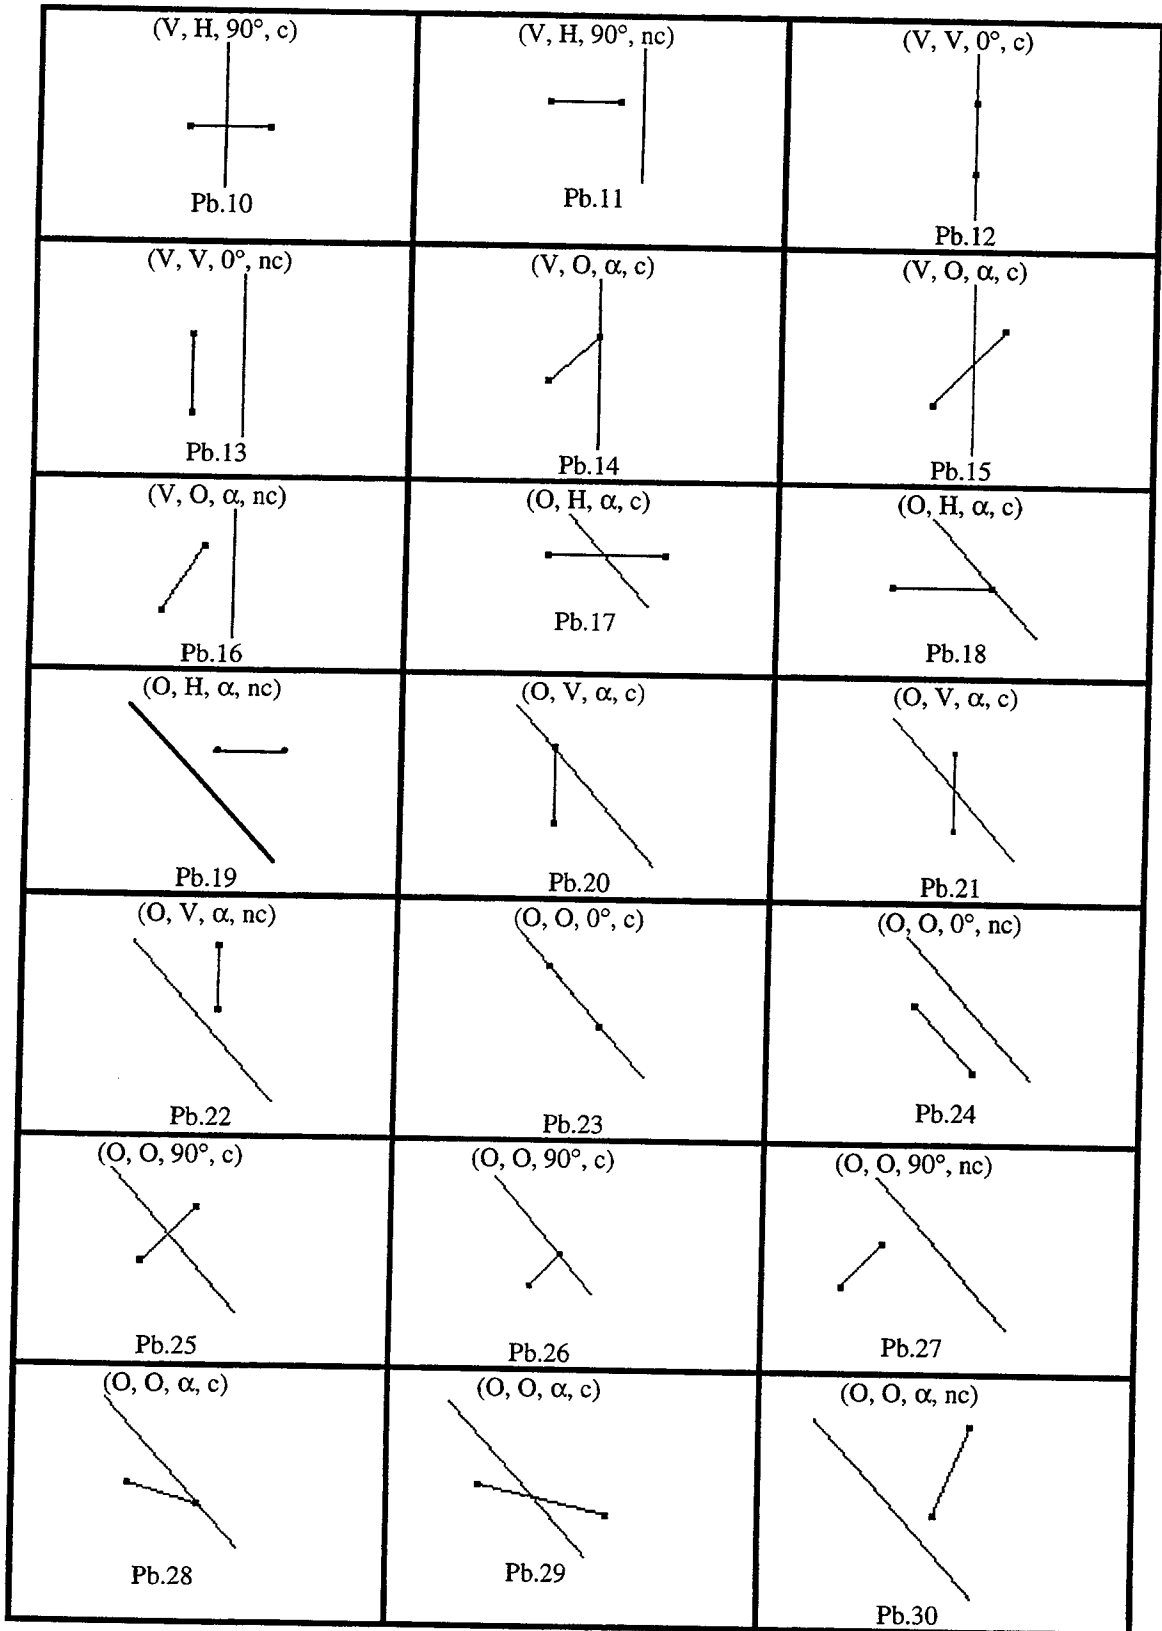 (V, H, 90°, c)
Pb.10
(V, H, 90°, nc)
Pb.11
(V, V, 0°, c)
Pb.12
(V, V, 0°, nc)
Pb.13
(V, O, α, c)
Pb.14
(V, O, α, c)
Pb.15
(V, O, α, nc)
Pb.16
(O, H, α, c)
Pb.17
(O, H, α, c)
Pb.18
(O, H, α, nc)
Pb.19
(O, V, α, c)
Pb.20
(O, V, α, c)
Pb.21
(O, V, α, nc)
Pb.22
(O, O, 0°, c)
Pb.23
(O, O, 0°, nc)
Pb.24
(O, O, 90°, c)
Pb.25
(O, O, 90°, c)
Pb.26
(O, O, 90°, nc)
Pb.27
(O, O, α, c)
Pb.28
(O, O, α, c)
Pb.29
(O, O, α, nc)
Pb.30